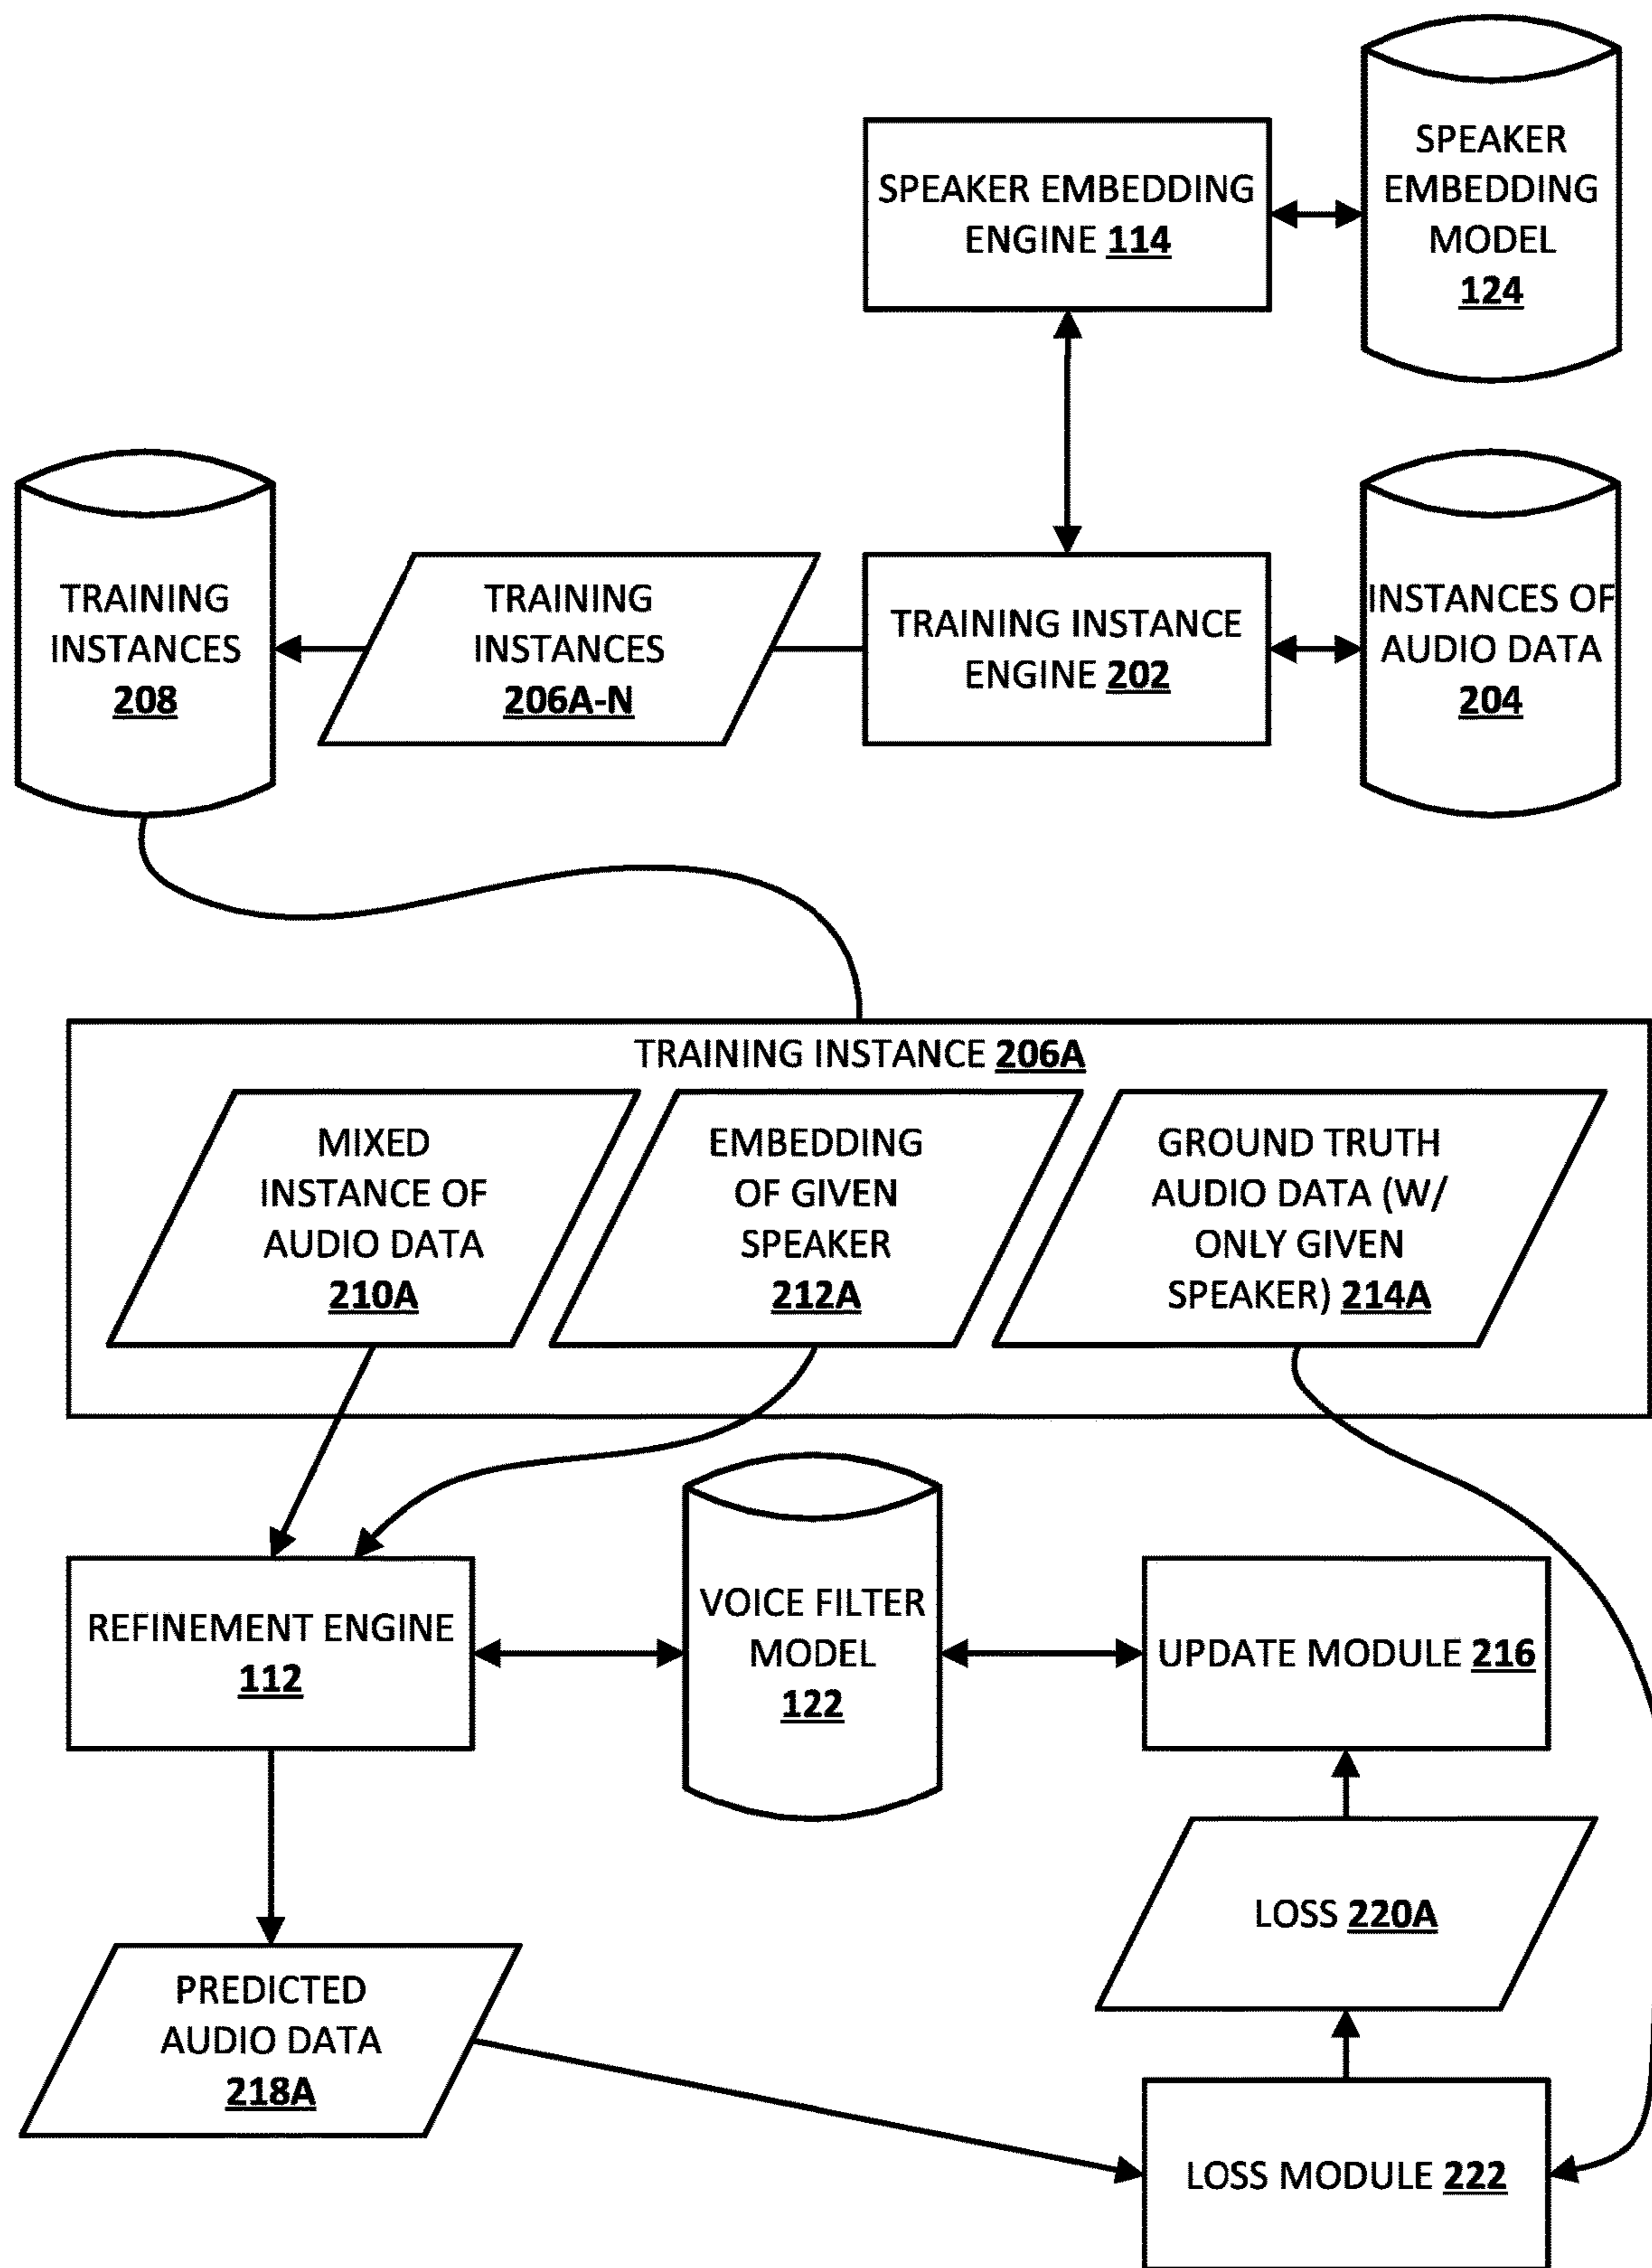 SPEAKER
EMBEDDING
MODEL
124
SPEAKER EMBEDDING
ENGINE 114
TRAINING
INSTANCES
208
TRAINING
INSTANCES
206A-N
TRAINING INSTANCE
ENGINE 202
INSTANCES OF
AUDIO DATA
204
TRAINING INSTANCE 206A
MIXED
INSTANCE OF
AUDIO DATA
210A
EMBEDDING
OF GIVEN
SPEAKER
212A
GROUND TRUTH
AUDIO DATA (W/
ONLY GIVEN
SPEAKER) 214A
REFINEMENT ENGINE
112
VOICE FILTER
MODEL
122
UPDATE MODULE 216
LOSS 220A
PREDICTED
AUDIO DATA
218A
LOSS MODULE 222